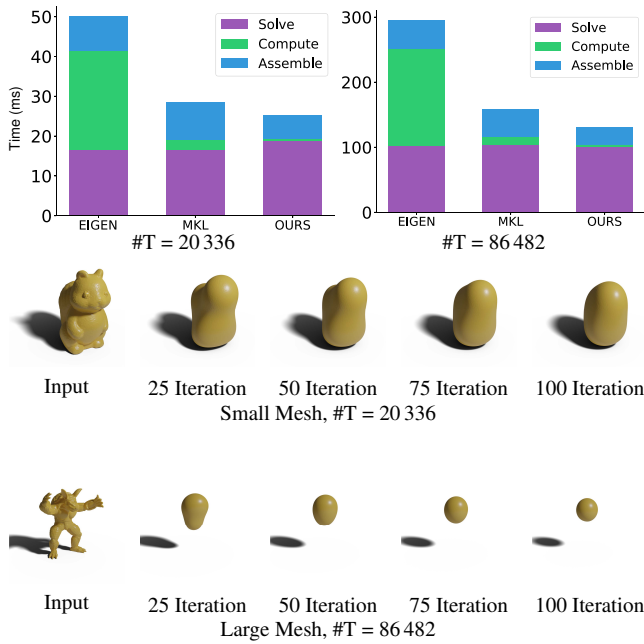 Time (ms)
50
40
30
20
10
0
Solve
Compute
Assemble
EIGEN MKL OURS
#T = 20 336
300
200
100
0
Solve
Compute
Assemble
EIGEN MKL OURS
#T = 86 482
Input 25 Iteration 50 Iteration 75 Iteration 100 Iteration
Small Mesh, #T = 20 336
Input 25 Iteration 50 Iteration 75 Iteration 100 Iteration
Large Mesh, #T = 86 482